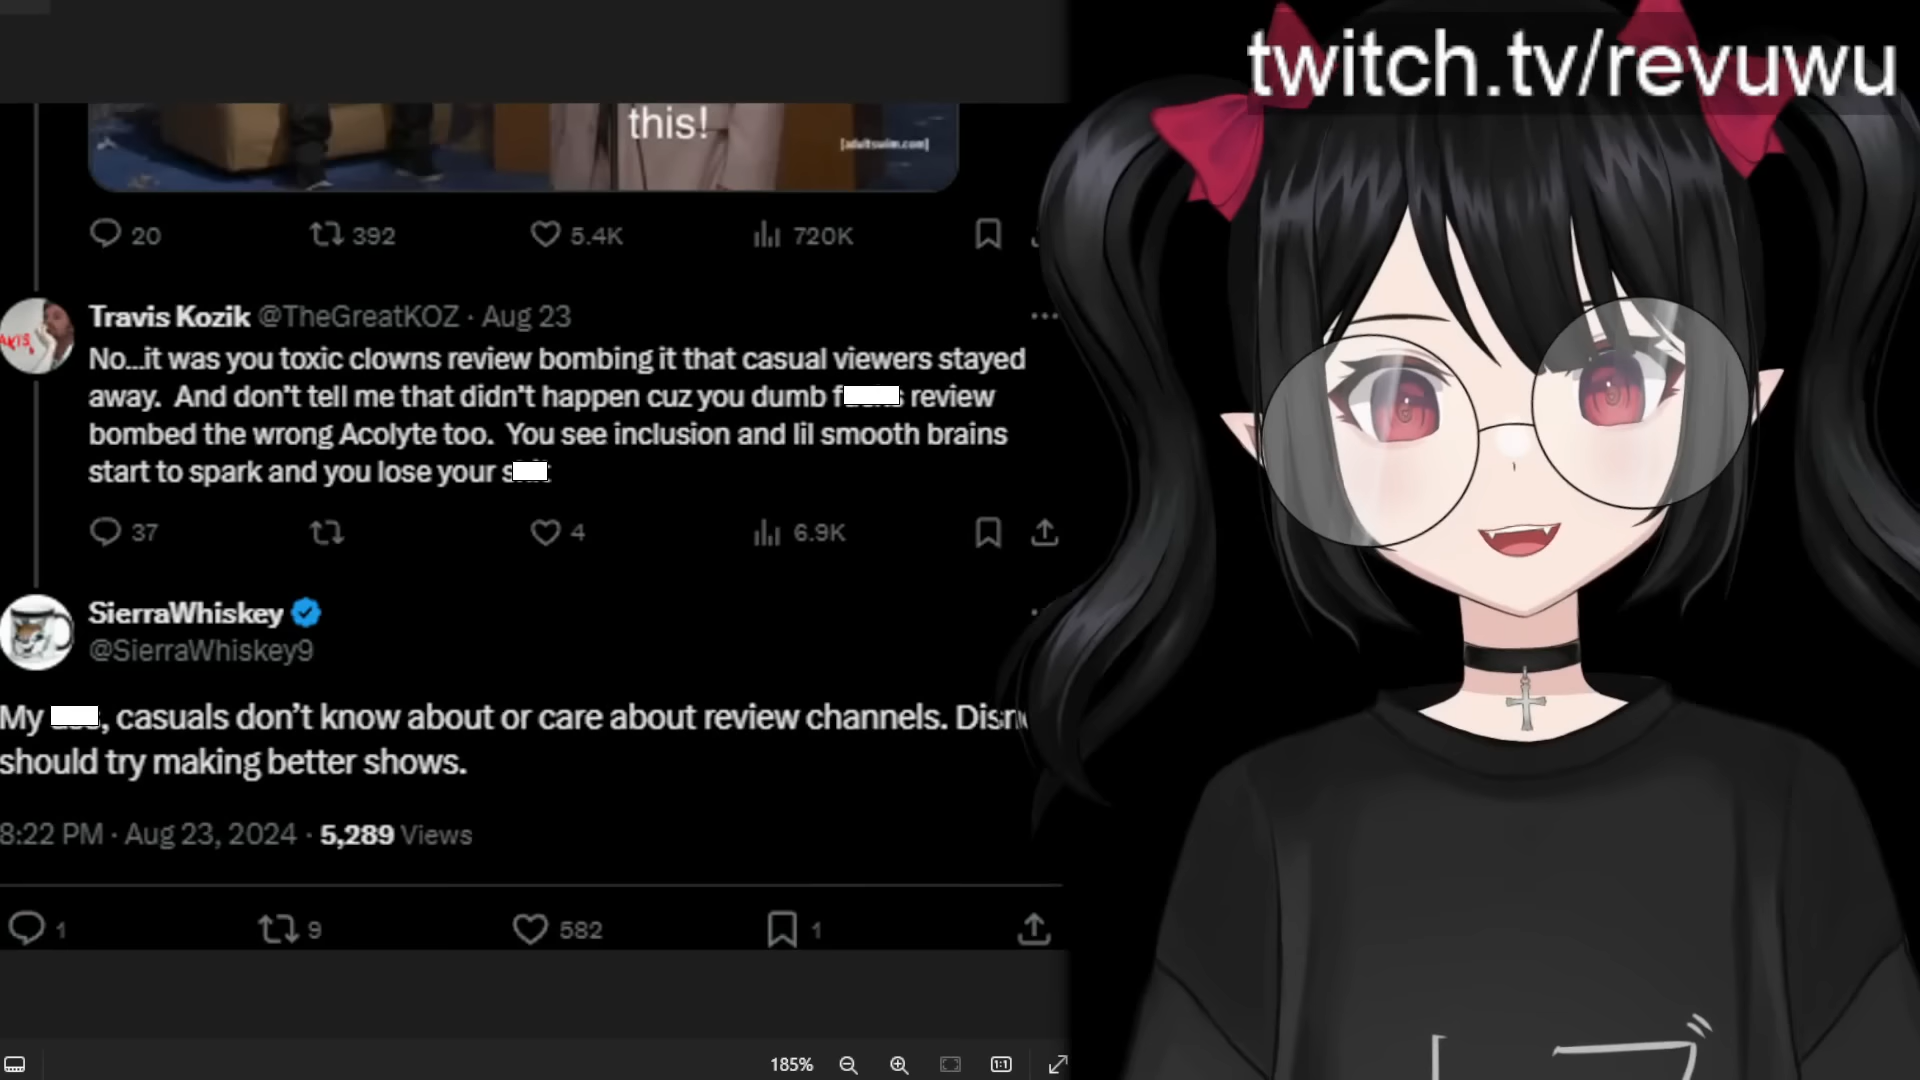 twitch.tv/revuwu
this!
[adultswim.com]
20 392 5.4K 720K
Travis Kozik @TheGreatKOZ · Aug 23
No...it was you toxic clowns review bombing it that casual viewers stayed
away. And don't tell me that didn't happen cuz you dumb f s review
bombed the wrong Acolyte too. You see inclusion and lil smooth brains
start to spark and you lose your s
37 4 6.9K
SierraWhiskey
@SierraWhiskey9
My , casuals don't know about or care about review channels. Disn
should try making better shows.
8:22 PM · Aug 23, 2024 · 5,289 Views
1 9 582 1
185% 1:1